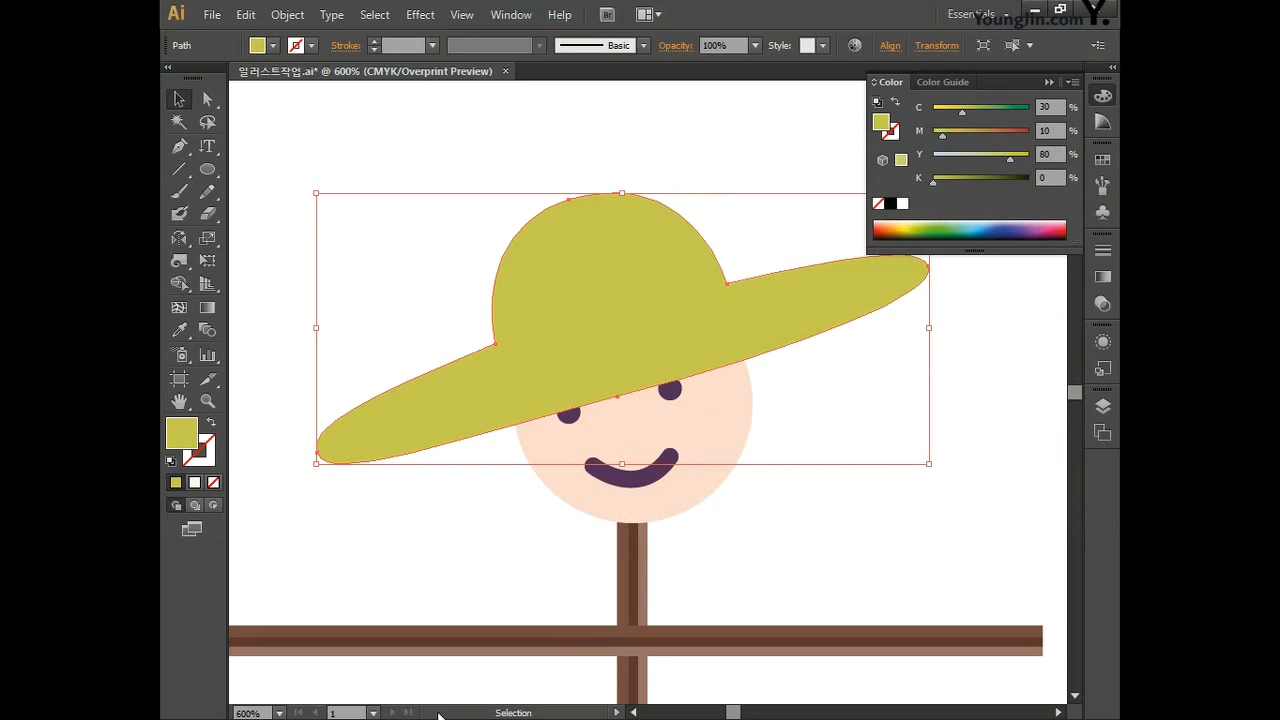 Ai File Edit Object Type Select Effect View Window Help Br Essentials
YoungJin.com Y.
Path Stroke: Basic Opacity: 100% Style: Align Transform
일러스트작업.ai* @ 600% (CMYK/Overprint Preview) ×
Color Color Guide
C 30 %
M 10 %
Y 80 %
K 0 %
600% 1 Selection